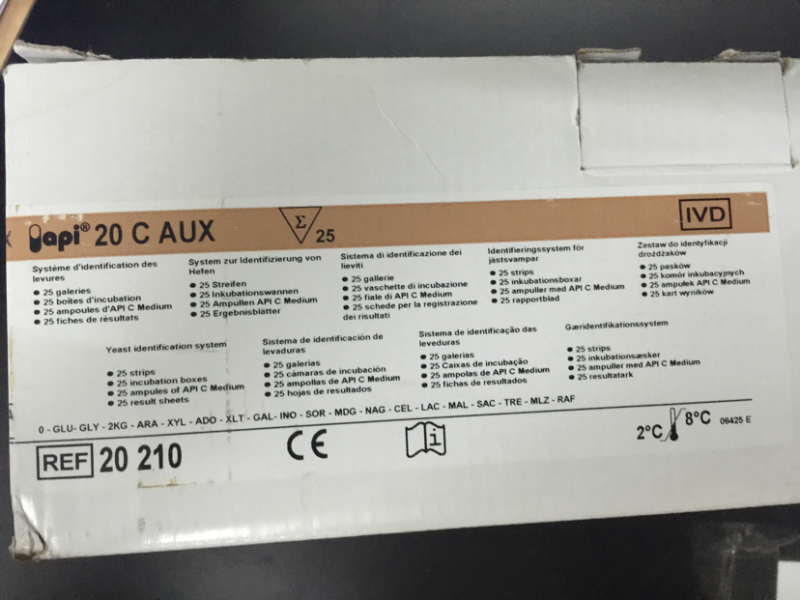 api® 20 C AUX
Σ 25
IVD
Système d'identification des
levures
• 25 galeries
• 25 boîtes d'incubation
• 25 ampoules d'API C Medium
• 25 fiches de résultats
System zur Identifizierung von
Hefen
• 25 Streifen
• 25 Inkubationswannen
• 25 Ampullen API C Medium
• 25 Ergebnisblätter
Sistema di identificazione dei
lieviti
• 25 gallerie
• 25 vaschette di incubazione
• 25 fiale di API C Medium
• 25 schede per la registrazione
dei risultati
Identifieringssystem för
jästsvampar
• 25 strips
• 25 inkubationsboxar
• 25 ampuller med API C Medium
• 25 rapportblad
Zestaw do identyfikacji
drożdżaków
• 25 pasków
• 25 komór inkubacyjnych
• 25 ampułek API C Medium
• 25 kart wyników
Yeast identification system
• 25 strips
• 25 incubation boxes
• 25 ampules of API C Medium
• 25 result sheets
Sistema de identificación de
levaduras
• 25 galerias
• 25 cámaras de incubación
• 25 ampollas de API C Medium
• 25 hojas de resultados
Sistema de identificação das
leveduras
• 25 galerias
• 25 Caixas de incubação
• 25 ampolas de API C Medium
• 25 fichas de resultados
Gæridentifikationssystem
• 25 strips
• 25 inkubationsæsker
• 25 ampuller med API C Medium
• 25 resultatark
0 - GLU- GLY - 2KG - ARA - XYL - ADO - XLT - GAL- INO - SOR - MDG - NAG - CEL - LAC - MAL - SAC - TRE - MLZ - RAF
REF 20 210
CE
i
2°C 8°C
06425 E